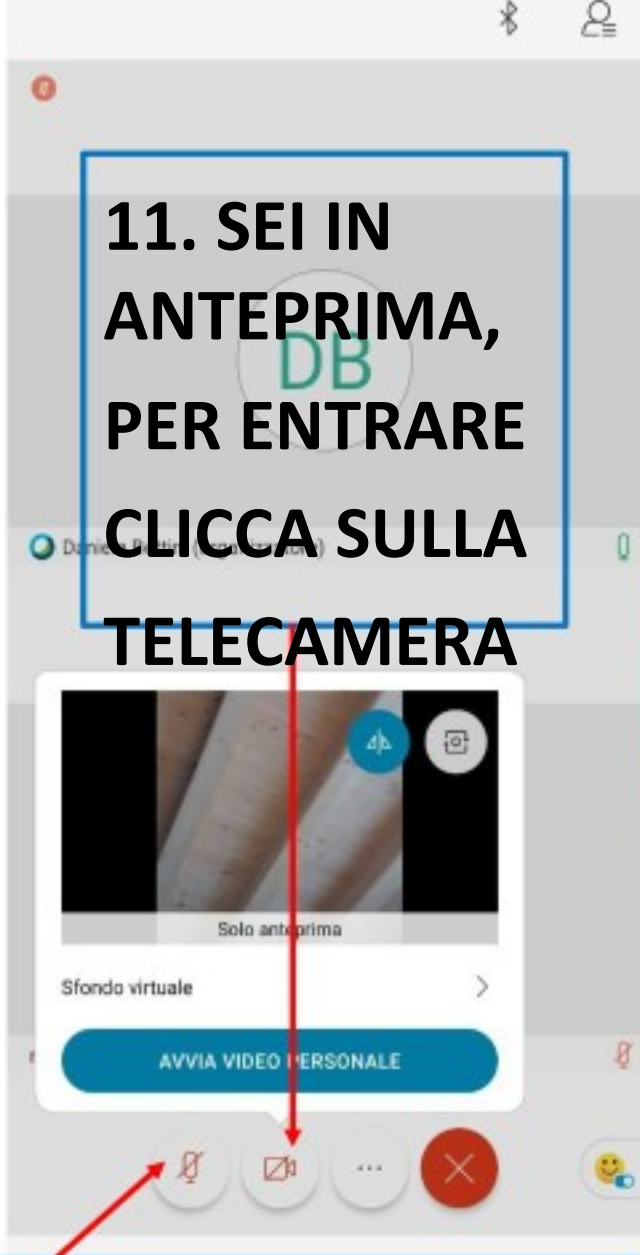 11. SEI IN
ANTEPRIMA,
DB
PER ENTRARE
CLICCA SULLA
TELECAMERA
Solo anteprima
Sfondo virtuale
AVVIA VIDEO PERSONALE